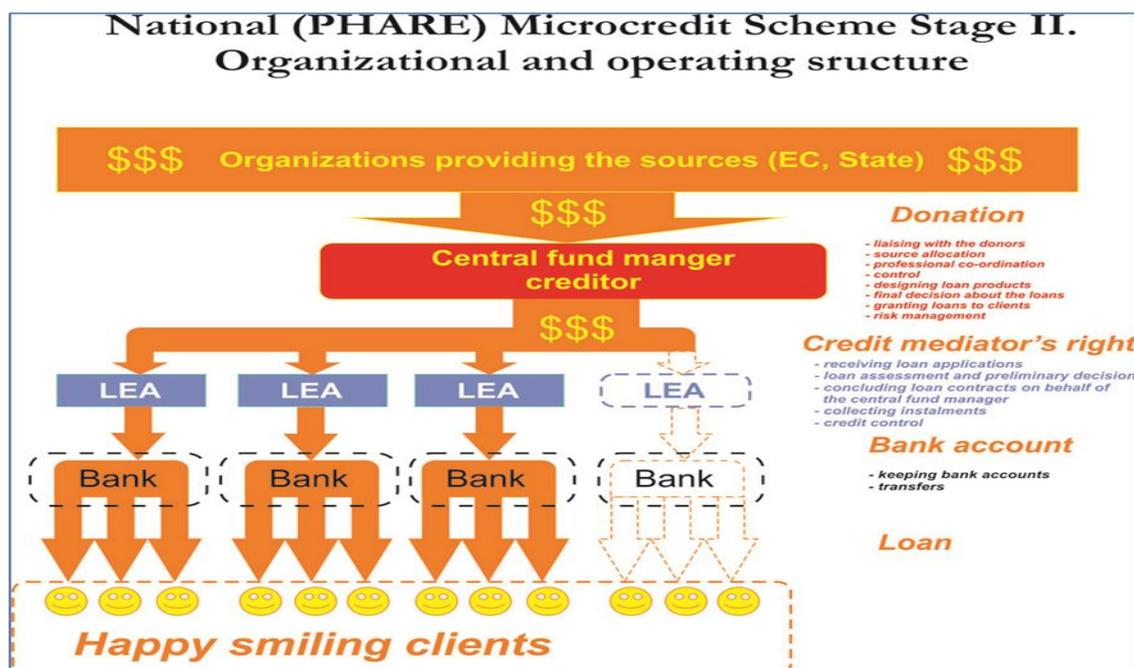 National (PHARE) Microcredit Scheme Stage II.
Organizational and operating sructure
$$$ Organizations providing the sources (EC, State) $$$
$$$
Donation
- liaising with the donors
- source allocation
- professional co-ordination
- control
- designing loan products
- final decision about the loans
- granting loans to clients
- risk management
Central fund manger
creditor
$$$
Credit mediator's right
- receiving loan applications
- loan assessment and preliminary decision
- concluding loan contracts on behalf of
the central fund manager
- collecting instalments
- credit control
LEA LEA LEA LEA
Bank account
- keeping bank accounts
- transfers
Bank Bank Bank Bank
Loan
Happy smiling clients